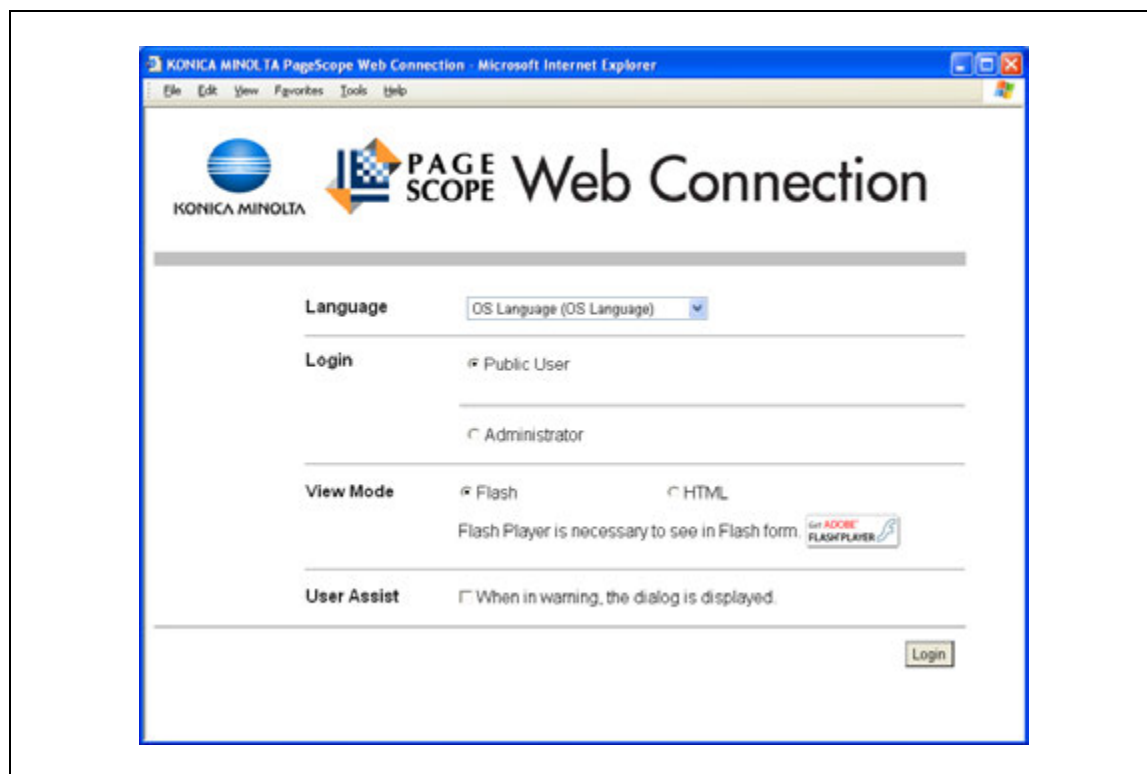 KONICA MINOLTA PageScope Web Connection - Microsoft Internet Explorer
File Edit View Favorites Tools Help
KONICA MINOLTA
PAGE SCOPE Web Connection
Language OS Language (OS Language)
Login Public User
Administrator
View Mode Flash HTML
Flash Player is necessary to see in Flash form. Get ADOBE® FLASH® PLAYER
User Assist When in warning, the dialog is displayed.
Login